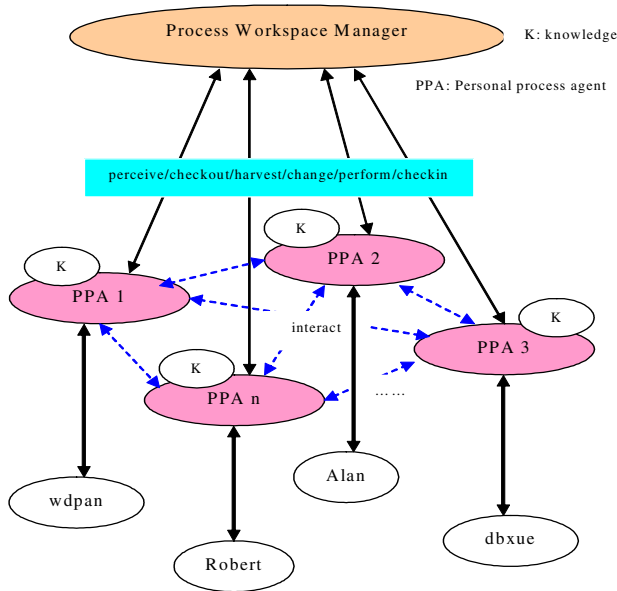 Process Workspace Manager
K: knowledge
PPA: Personal process agent
perceive/checkout/harvest/change/perform/checkin
K
PPA 2
K
PPA 1
interact
K
PPA 3
K
PPA n
... ...
Alan
wdpan
dbxue
Robert